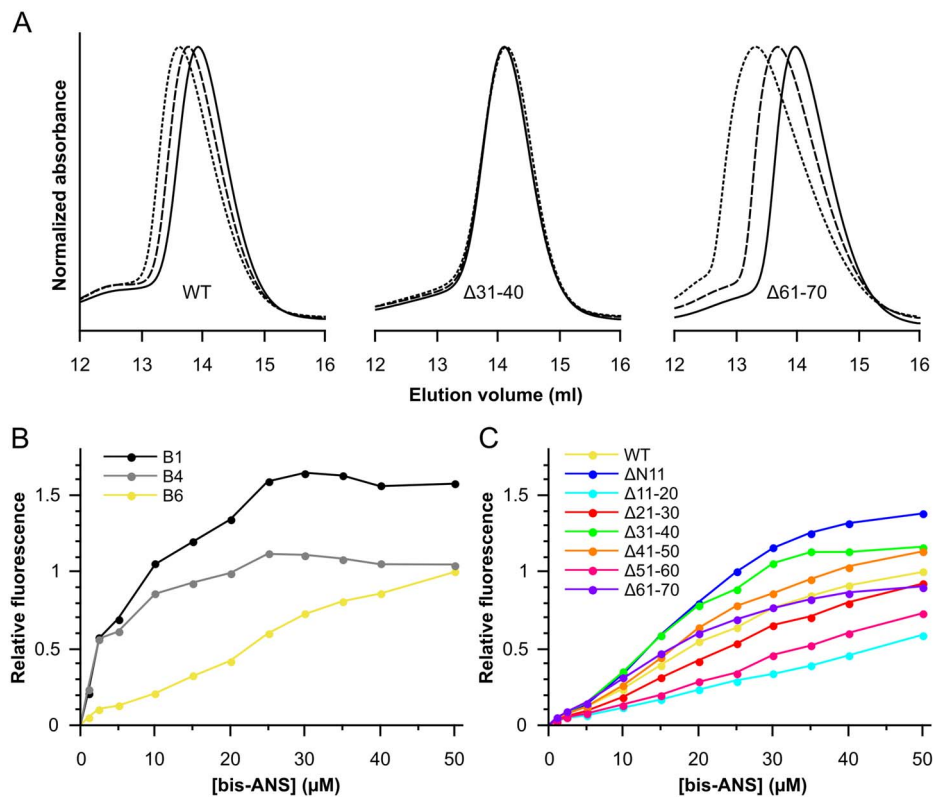 A
Normalized absorbance
WT
Δ31-40
Δ61-70
12 13 14 15 16
12 13 14 15 16
12 13 14 15 16
Elution volume (ml)
B
B1
B4
B6
Relative fluorescence
1.5
1
0.5
0
0 10 20 30 40 50
[bis-ANS] (μM)
C
WT
ΔN11
Δ11-20
Δ21-30
Δ31-40
Δ41-50
Δ51-60
Δ61-70
Relative fluorescence
1.5
1
0.5
0
0 10 20 30 40 50
[bis-ANS] (μM)